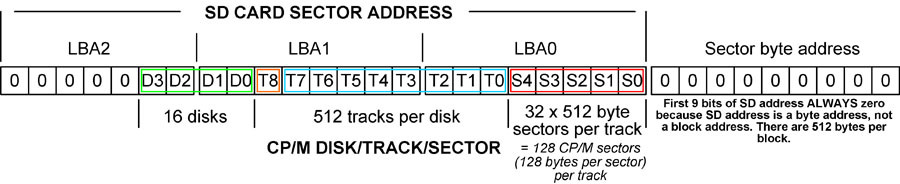 SD CARD SECTOR ADDRESS
LBA2 LBA1 LBA0 Sector byte address
0 0 0 0 0 D3 D2 D1 D0 T8 T7 T6 T5 T4 T3 T2 T1 T0 S4 S3 S2 S1 S0 0 0 0 0 0 0 0 0 0
16 disks 512 tracks per disk 32 x 512 byte
sectors per track
CP/M DISK/TRACK/SECTOR
= 128 CP/M sectors
(128 bytes per sector)
per track
First 9 bits of SD address ALWAYS zero
because SD address is a byte address, not
a block address. There are 512 bytes per
block.